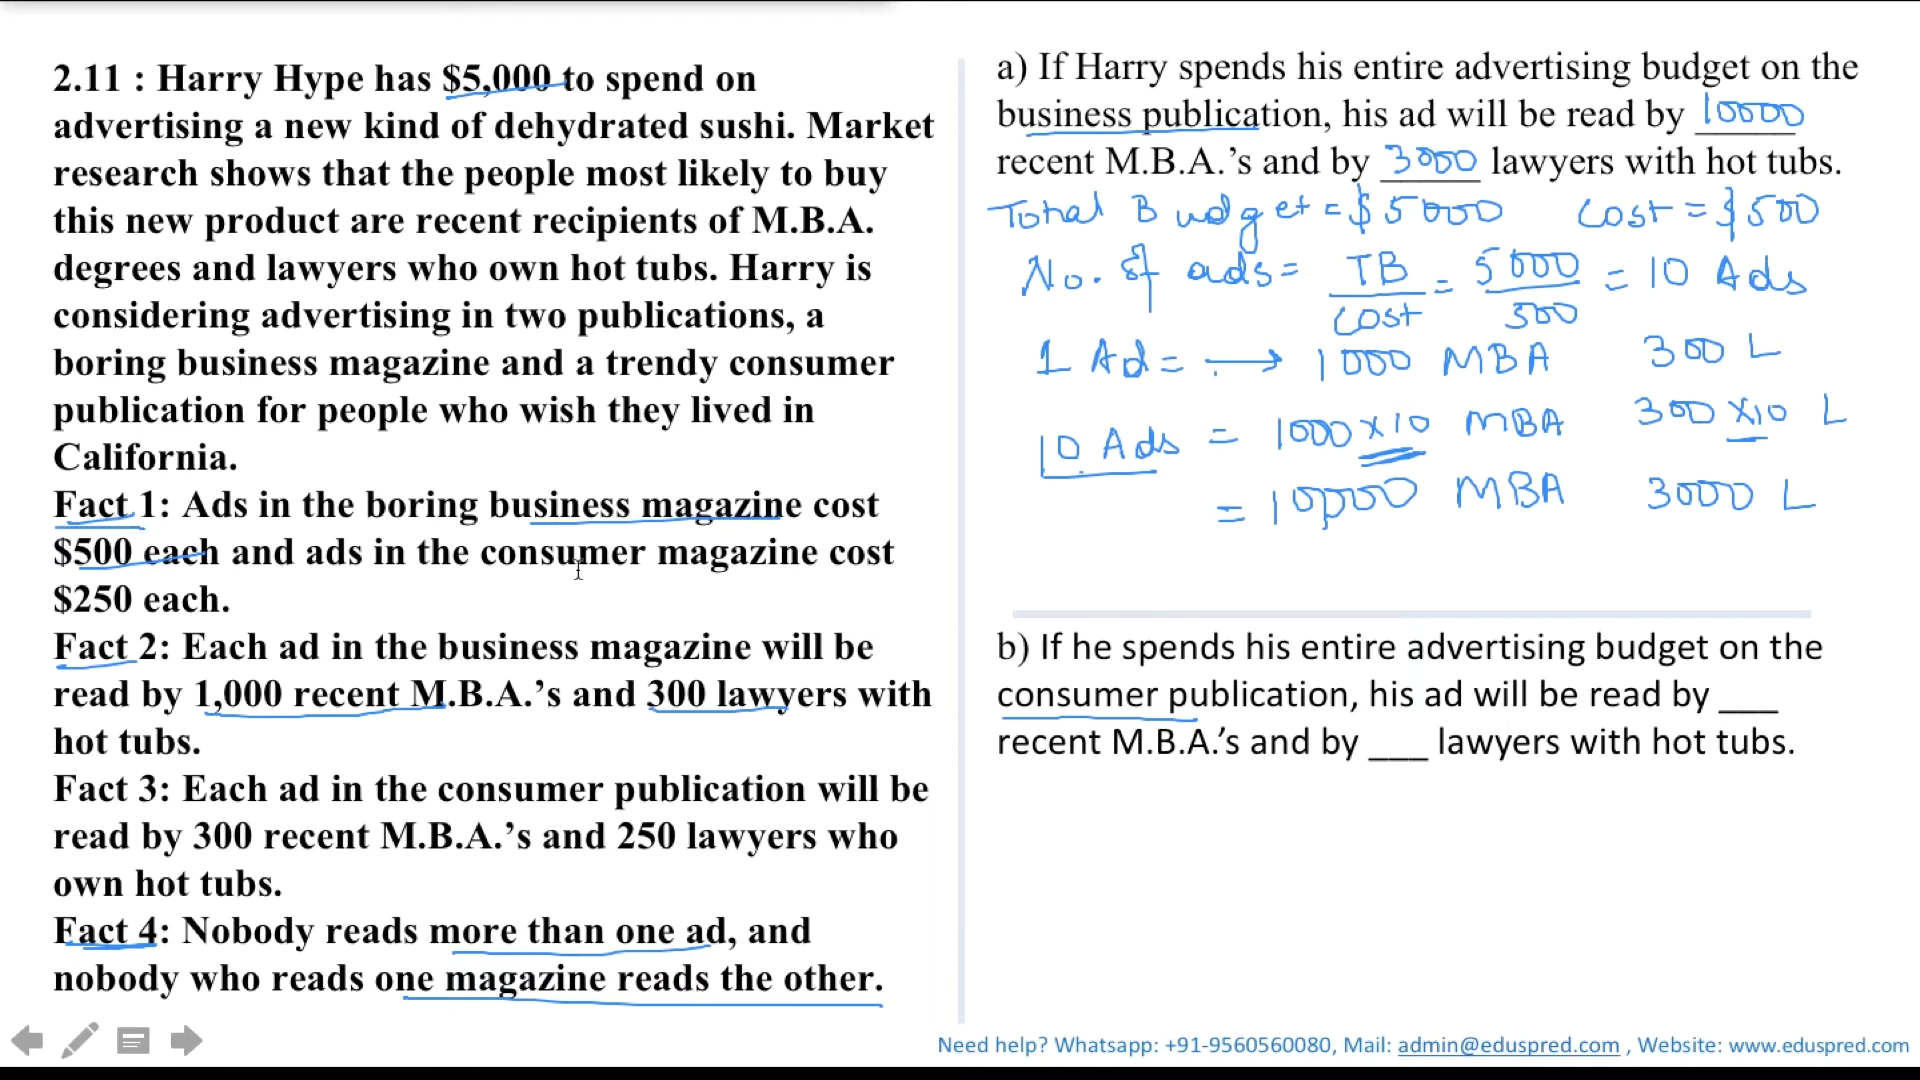 2.11 : Harry Hype has $5,000 to spend on
advertising a new kind of dehydrated sushi. Market
research shows that the people most likely to buy
this new product are recent recipients of M.B.A.
degrees and lawyers who own hot tubs. Harry is
considering advertising in two publications, a
boring business magazine and a trendy consumer
publication for people who wish they lived in
California.
Fact 1: Ads in the boring business magazine cost
$500 each and ads in the consumer magazine cost
$250 each.
Fact 2: Each ad in the business magazine will be
read by 1,000 recent M.B.A.’s and 300 lawyers with
hot tubs.
Fact 3: Each ad in the consumer publication will be
read by 300 recent M.B.A.’s and 250 lawyers who
own hot tubs.
Fact 4: Nobody reads more than one ad, and
nobody who reads one magazine reads the other.
a) If Harry spends his entire advertising budget on the
business publication, his ad will be read by 10000
recent M.B.A.’s and by 3000 lawyers with hot tubs.
Total Budget = $5000 Cost = $500
No. of ads = TB/Cost = 5000/500 = 10 Ads
1 Ad = → 1000 MBA 300 L
10 Ads = 1000 x 10 MBA 300 x 10 L
= 10,000 MBA 3000 L
b) If he spends his entire advertising budget on the
consumer publication, his ad will be read by ___
recent M.B.A.’s and by ___ lawyers with hot tubs.
Need help? Whatsapp: +91-9560560080, Mail: admin@eduspred.com , Website: www.eduspred.com